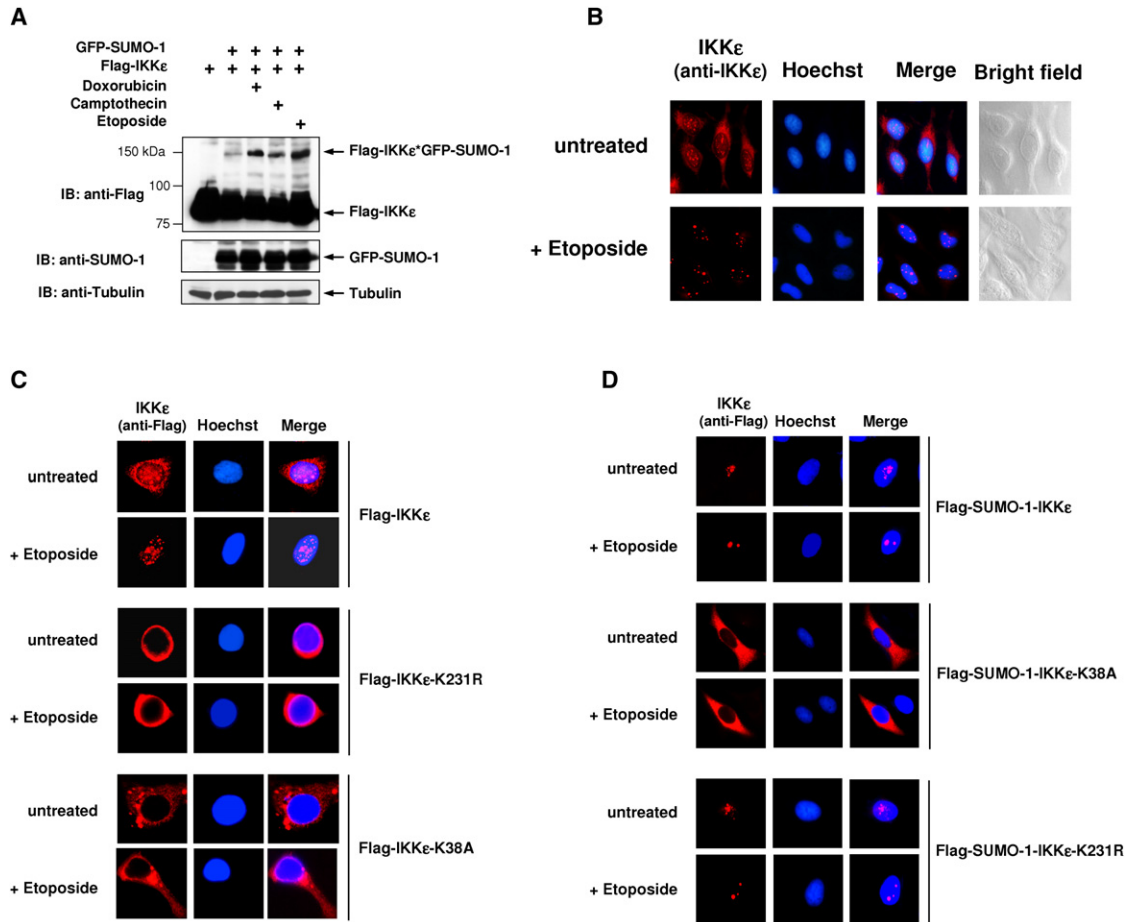 A
GFP-SUMO-1 + + + +
Flag-IKKε + + + + +
Doxorubicin +
Camptothecin +
Etoposide +
150 kDa
Flag-IKKε*GFP-SUMO-1
100
IB: anti-Flag
Flag-IKKε
75
IB: anti-SUMO-1
GFP-SUMO-1
IB: anti-Tubulin
Tubulin
B
IKKε
(anti-IKKε) Hoechst Merge Bright field
untreated
+ Etoposide
C
IKKε
(anti-Flag) Hoechst Merge
untreated
Flag-IKKε
+ Etoposide
untreated
Flag-IKKε-K231R
+ Etoposide
untreated
Flag-IKKε-K38A
+ Etoposide
D
IKKε
(anti-Flag) Hoechst Merge
untreated
Flag-SUMO-1-IKKε
+ Etoposide
untreated
Flag-SUMO-1-IKKε-K38A
+ Etoposide
untreated
Flag-SUMO-1-IKKε-K231R
+ Etoposide